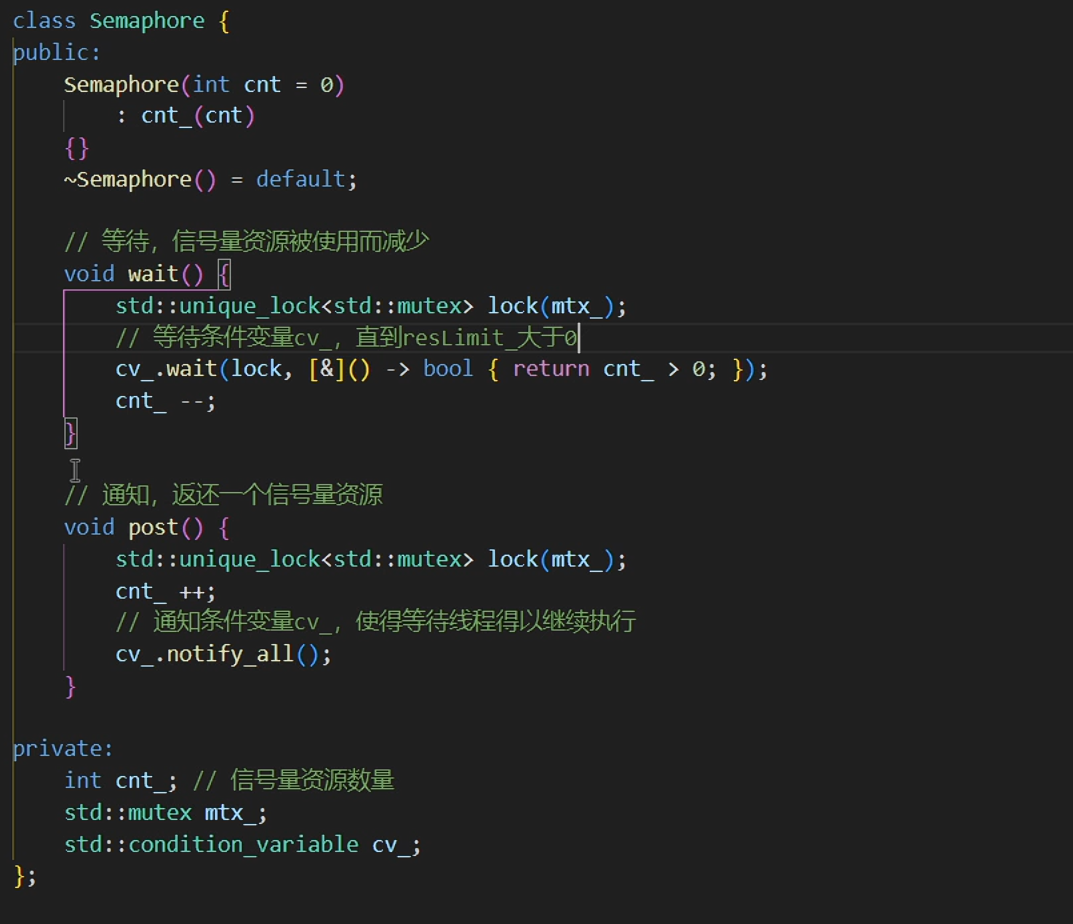 class Semaphore {
public:
    Semaphore(int cnt = 0)
        : cnt_(cnt)
    {}
    ~Semaphore() = default;
    // 等待，信号量资源被使用而减少
    void wait() {
        std::unique_lock<std::mutex> lock(mtx_);
        // 等待条件变量cv_，直到resLimit_大于0
        cv_.wait(lock, [&]() -> bool { return cnt_ > 0; });
        cnt_ --;
    }
    // 通知，返还一个信号量资源
    void post() {
        std::unique_lock<std::mutex> lock(mtx_);
        cnt_ ++;
        // 通知条件变量cv_，使得等待线程得以继续执行
        cv_.notify_all();
    }
private:
    int cnt_; // 信号量资源数量
    std::mutex mtx_;
    std::condition_variable cv_;
};